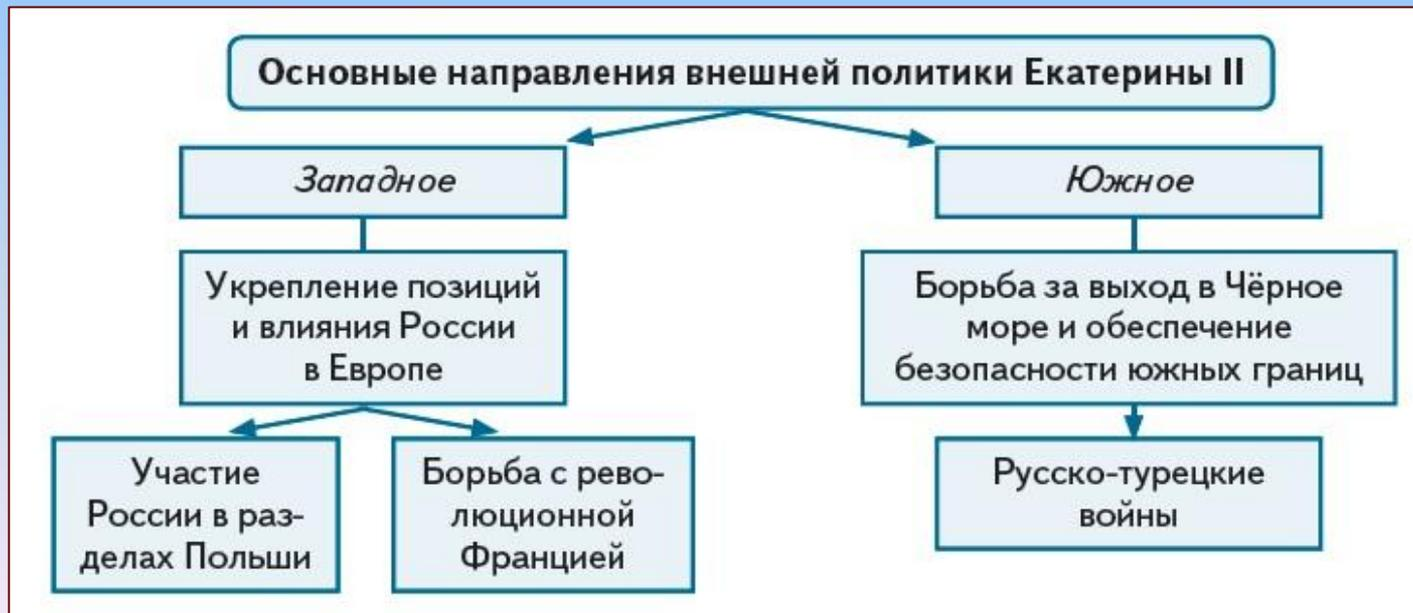 Основные направления внешней политики Екатерины II
Западное
Южное
Укрепление позиций
и влияния России
в Европе
Борьба за выход в Чёрное
море и обеспечение
безопасности южных границ
Участие
России в раз-
делах Польши
Борьба с рево-
люционной
Францией
Русско-турецкие
войны